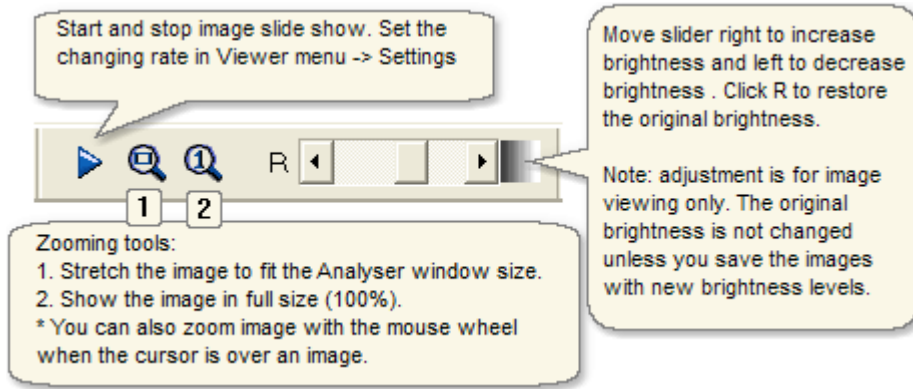 Start and stop image slide show. Set the
changing rate in Viewer menu -> Settings
Move slider right to increase
brightness and left to decrease
brightness . Click R to restore
the original brightness.
Note: adjustment is for image
viewing only. The original
brightness is not changed
unless you save the images
with new brightness levels.
1
R
1
2
Zooming tools:
1. Stretch the image to fit the Analyser window size.
2. Show the image in full size (100%).
* You can also zoom image with the mouse wheel
when the cursor is over an image.